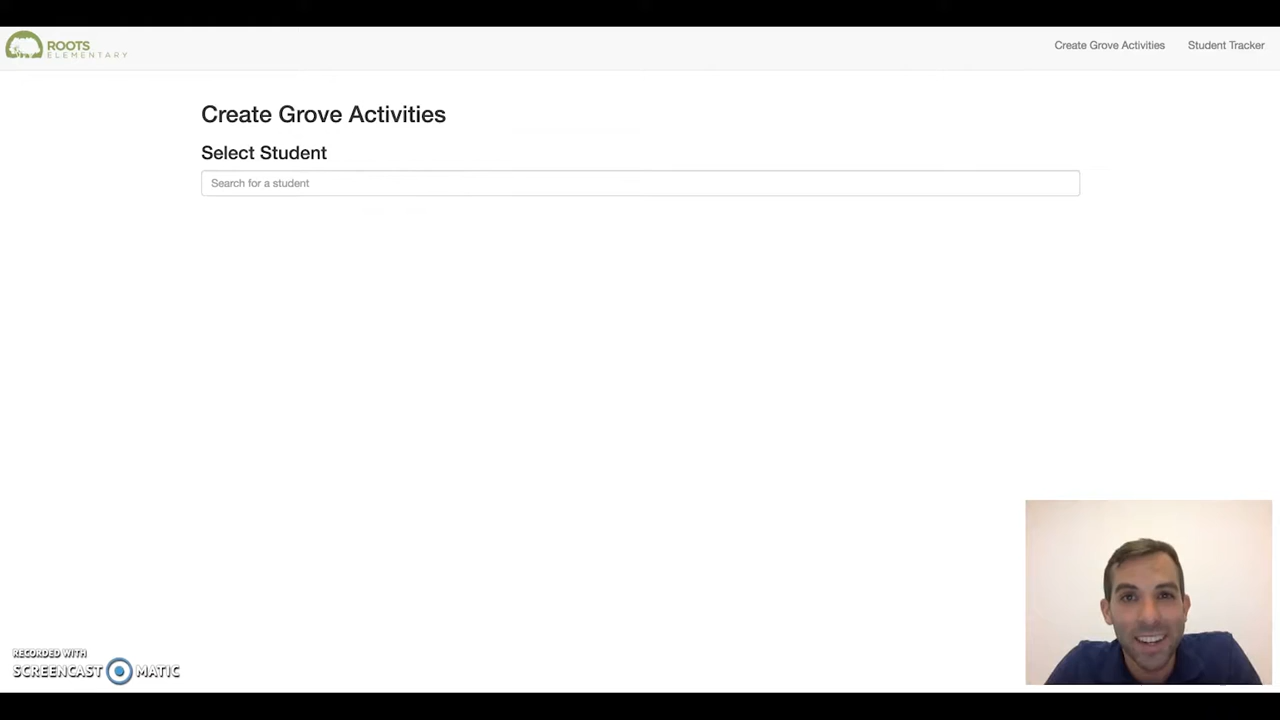 ROOTS
ELEMENTARY
Create Grove Activities
Student Tracker
Create Grove Activities
Select Student
Search for a student
RECORDED WITH
SCREENCAST MATIC